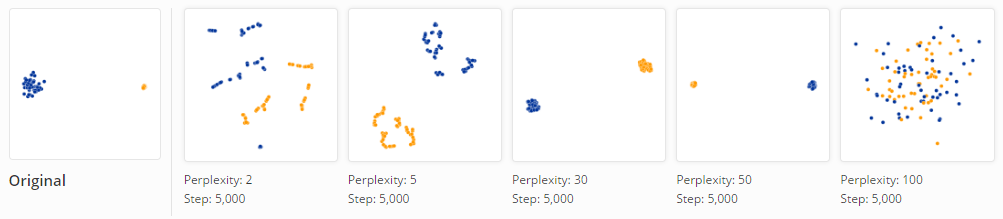 Original
Perplexity: 2
Step: 5,000
Perplexity: 5
Step: 5,000
Perplexity: 30
Step: 5,000
Perplexity: 50
Step: 5,000
Perplexity: 100
Step: 5,000